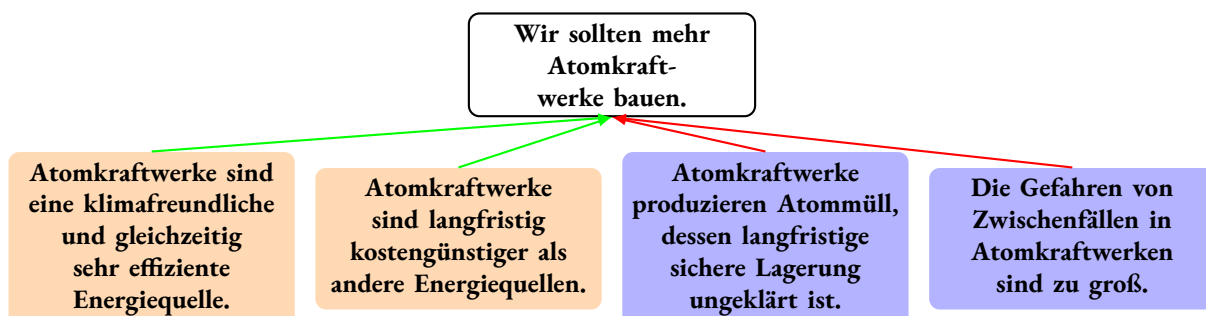 Wir sollten mehr
Atomkraft-
werke bauen.
Atomkraftwerke sind
eine klimafreundliche
und gleichzeitig
sehr effiziente
Energiequelle.
Atomkraftwerke
sind langfristig
kostengünstiger als
andere Energiequellen.
Atomkraftwerke
produzieren Atommüll,
dessen langfristige
sichere Lagerung
ungeklärt ist.
Die Gefahren von
Zwischenfällen in
Atomkraftwerken
sind zu groß.